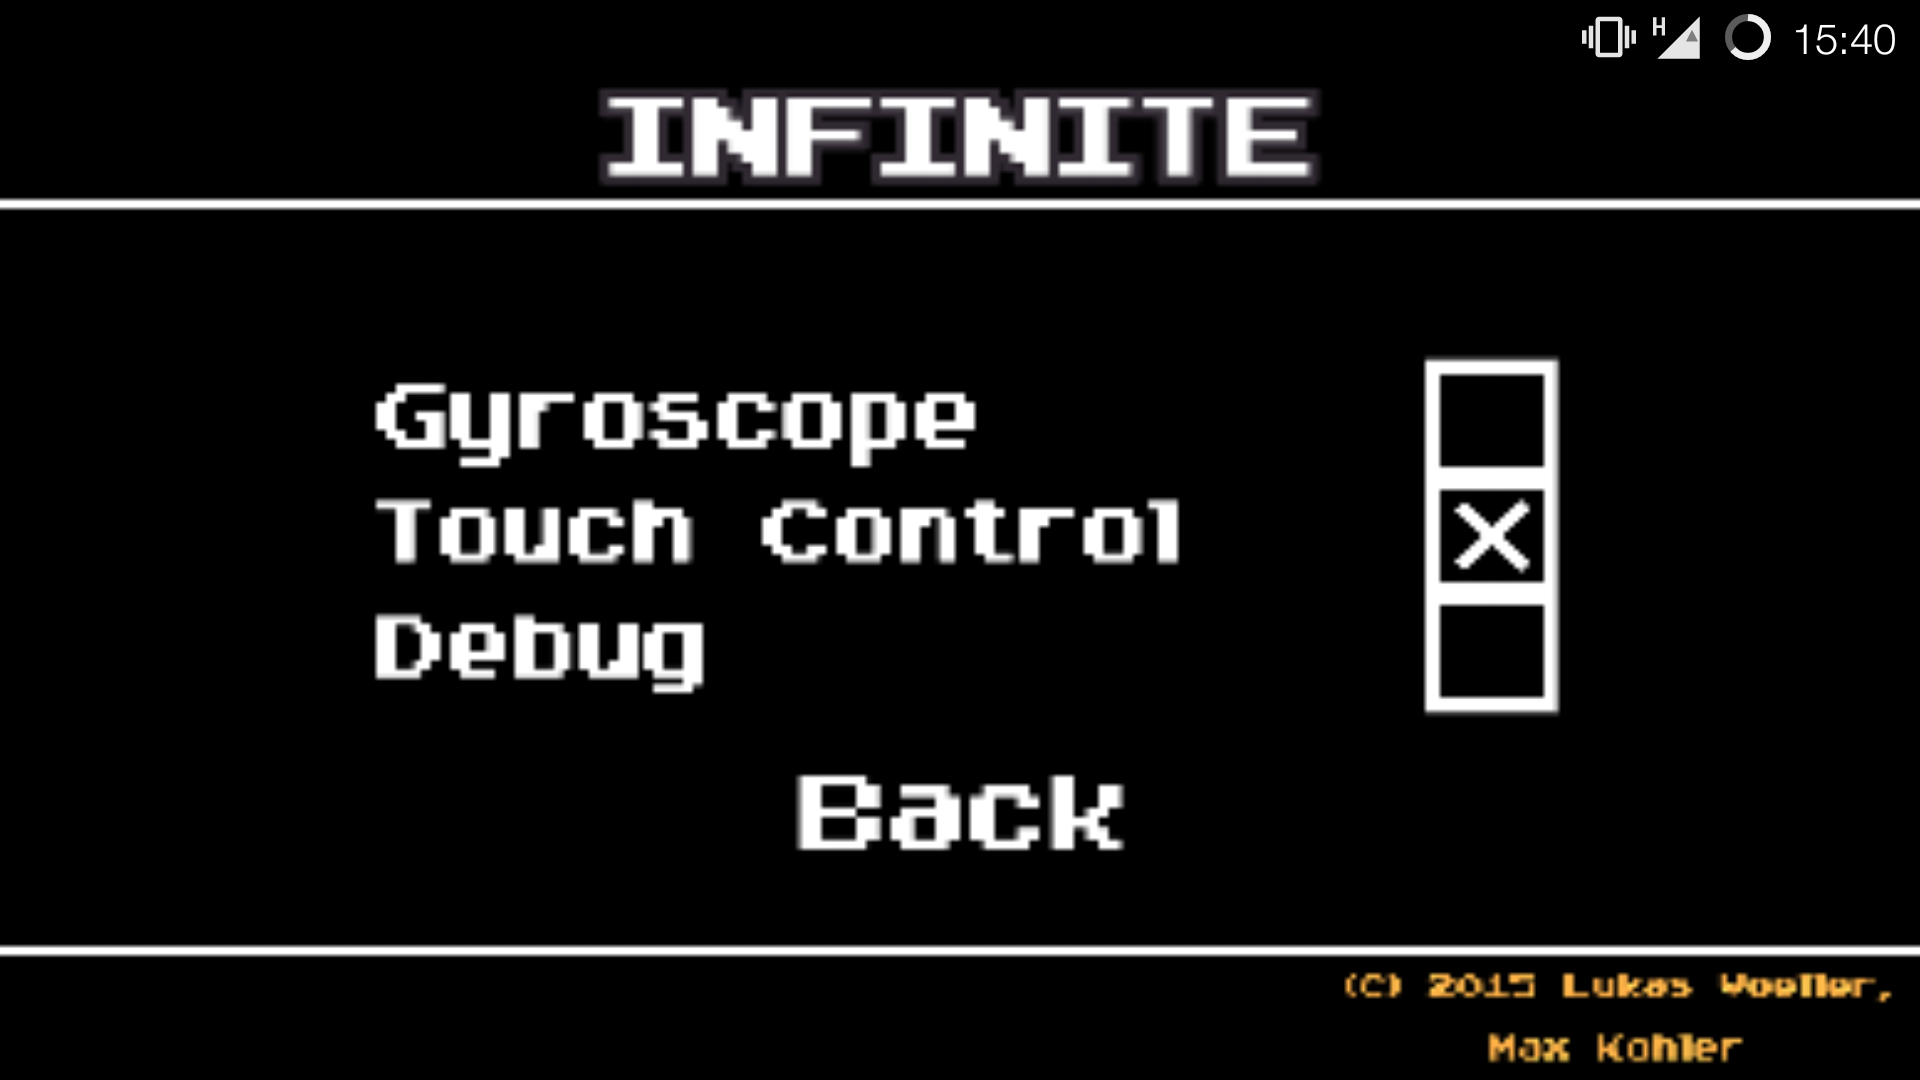 H 15:40
INFINITE
Gyroscope
Touch Control
Debug
Back
(C) 2015 Lukas Woeller,
Max Kohler